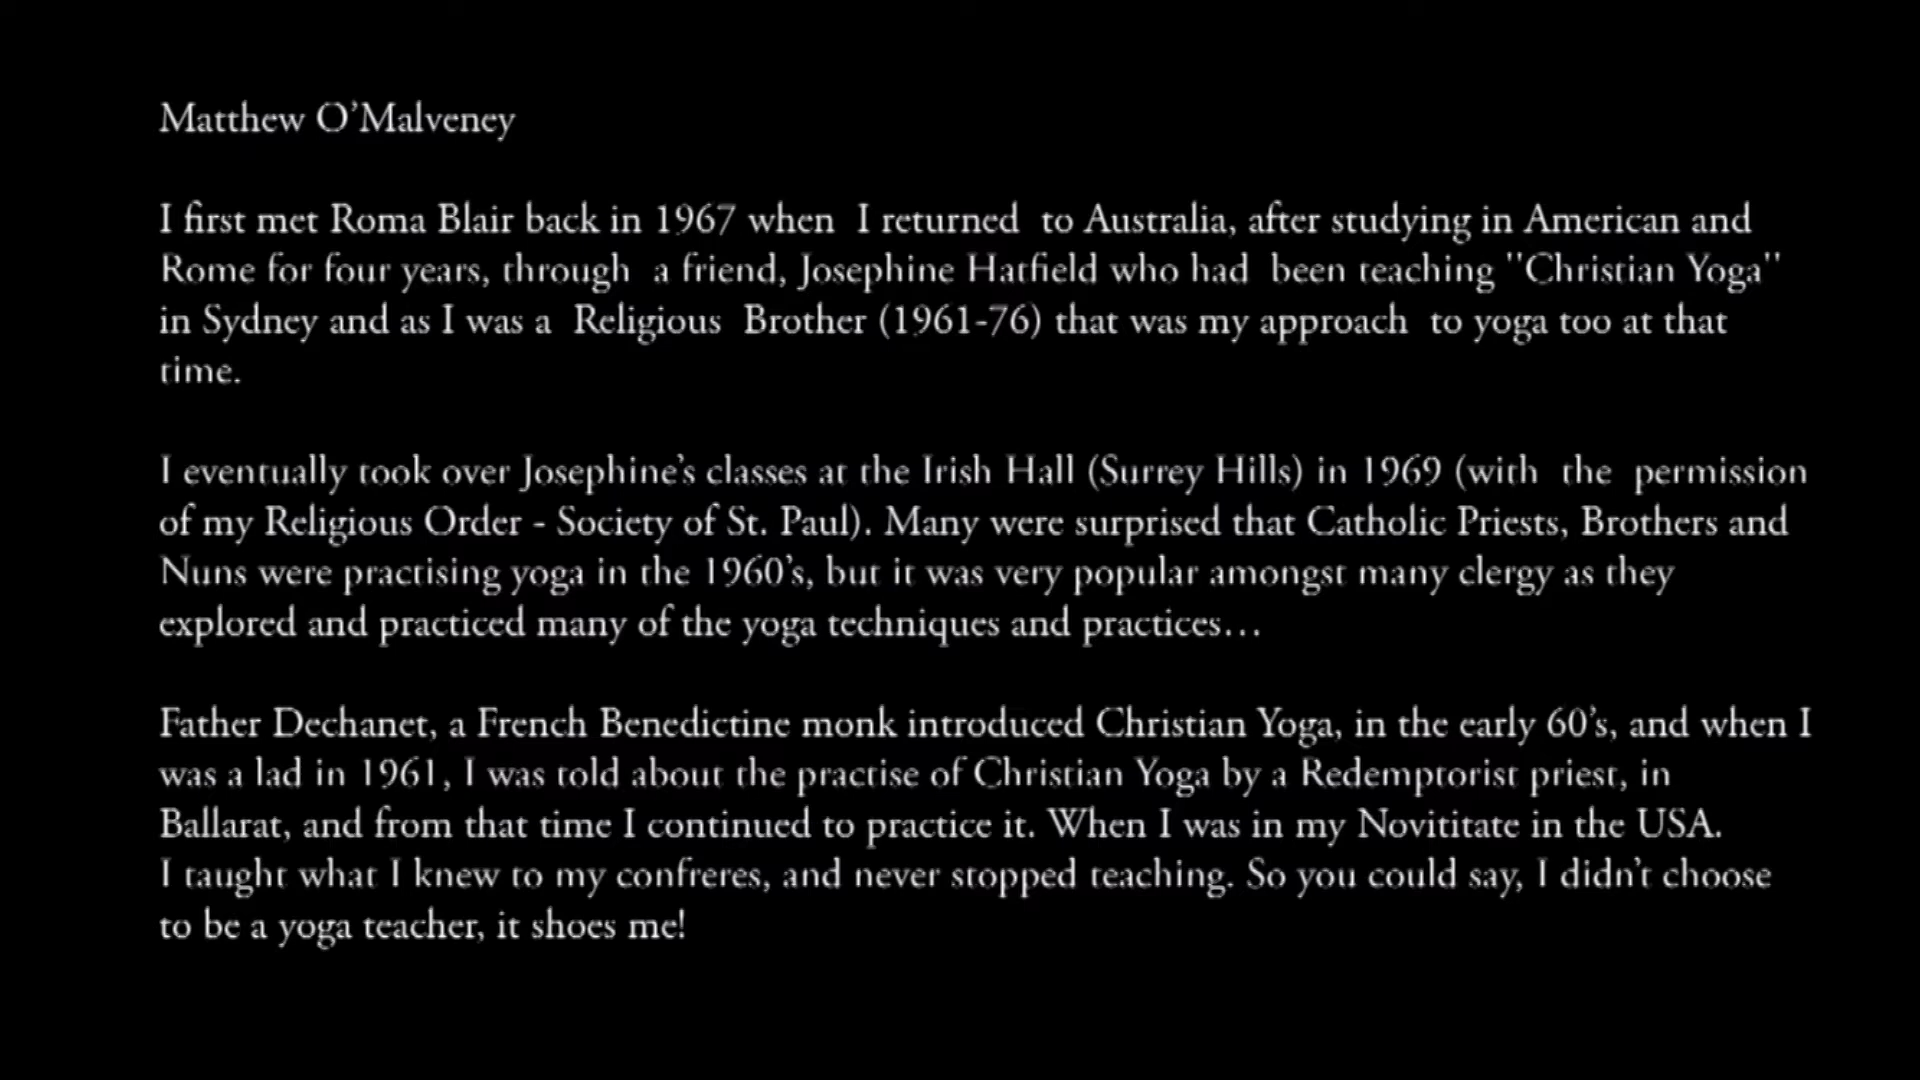 Matthew O’Malveney
I first met Roma Blair back in 1967 when I returned to Australia, after studying in American and
Rome for four years, through a friend, Josephine Hatfield who had been teaching "Christian Yoga"
in Sydney and as I was a Religious Brother (1961-76) that was my approach to yoga too at that
time.
I eventually took over Josephine’s classes at the Irish Hall (Surrey Hills) in 1969 (with the permission
of my Religious Order - Society of St. Paul). Many were surprised that Catholic Priests, Brothers and
Nuns were practising yoga in the 1960’s, but it was very popular amongst many clergy as they
explored and practiced many of the yoga techniques and practices…
Father Dechanet, a French Benedictine monk introduced Christian Yoga, in the early 60’s, and when I
was a lad in 1961, I was told about the practise of Christian Yoga by a Redemptorist priest, in
Ballarat, and from that time I continued to practice it. When I was in my Novititate in the USA.
I taught what I knew to my confreres, and never stopped teaching. So you could say, I didn’t choose
to be a yoga teacher, it shoes me!